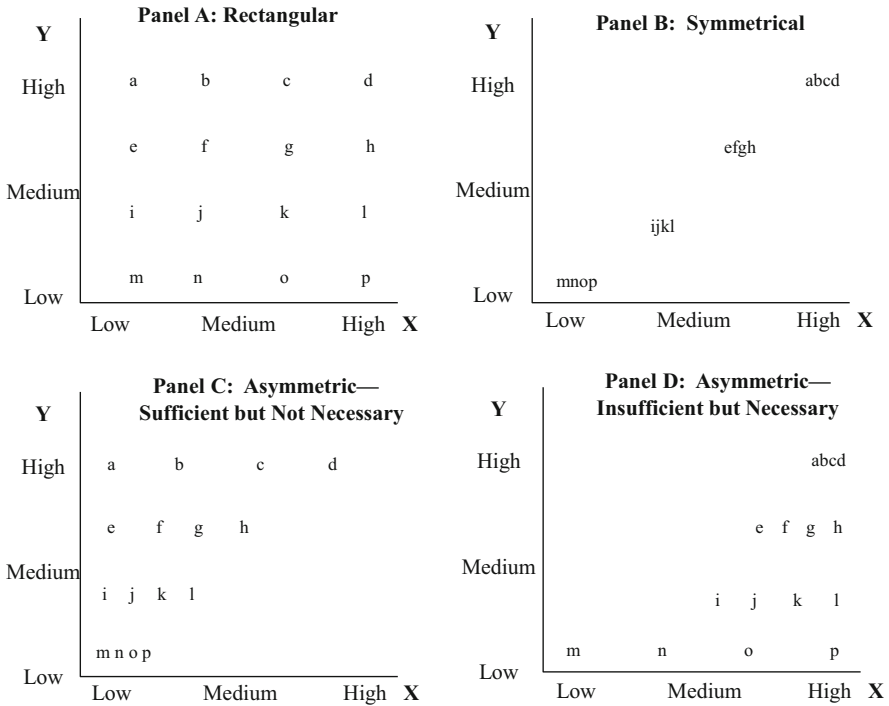 Panel A: Rectangular
Y
High
a b c d
e f g h
Medium
i j k l
m n o p
Low
Low Medium High X
Panel B: Symmetrical
Y
High
abcd
efgh
Medium
ijkl
mnop
Low
Low Medium High X
Panel C: Asymmetric—
Sufficient but Not Necessary
Y
High
a b c d
e f g h
Medium
i j k l
m n o p
Low
Low Medium High X
Panel D: Asymmetric—
Insufficient but Necessary
Y
High
abcd
e f g h
Medium
i j k l
m n o p
Low
Low Medium High X